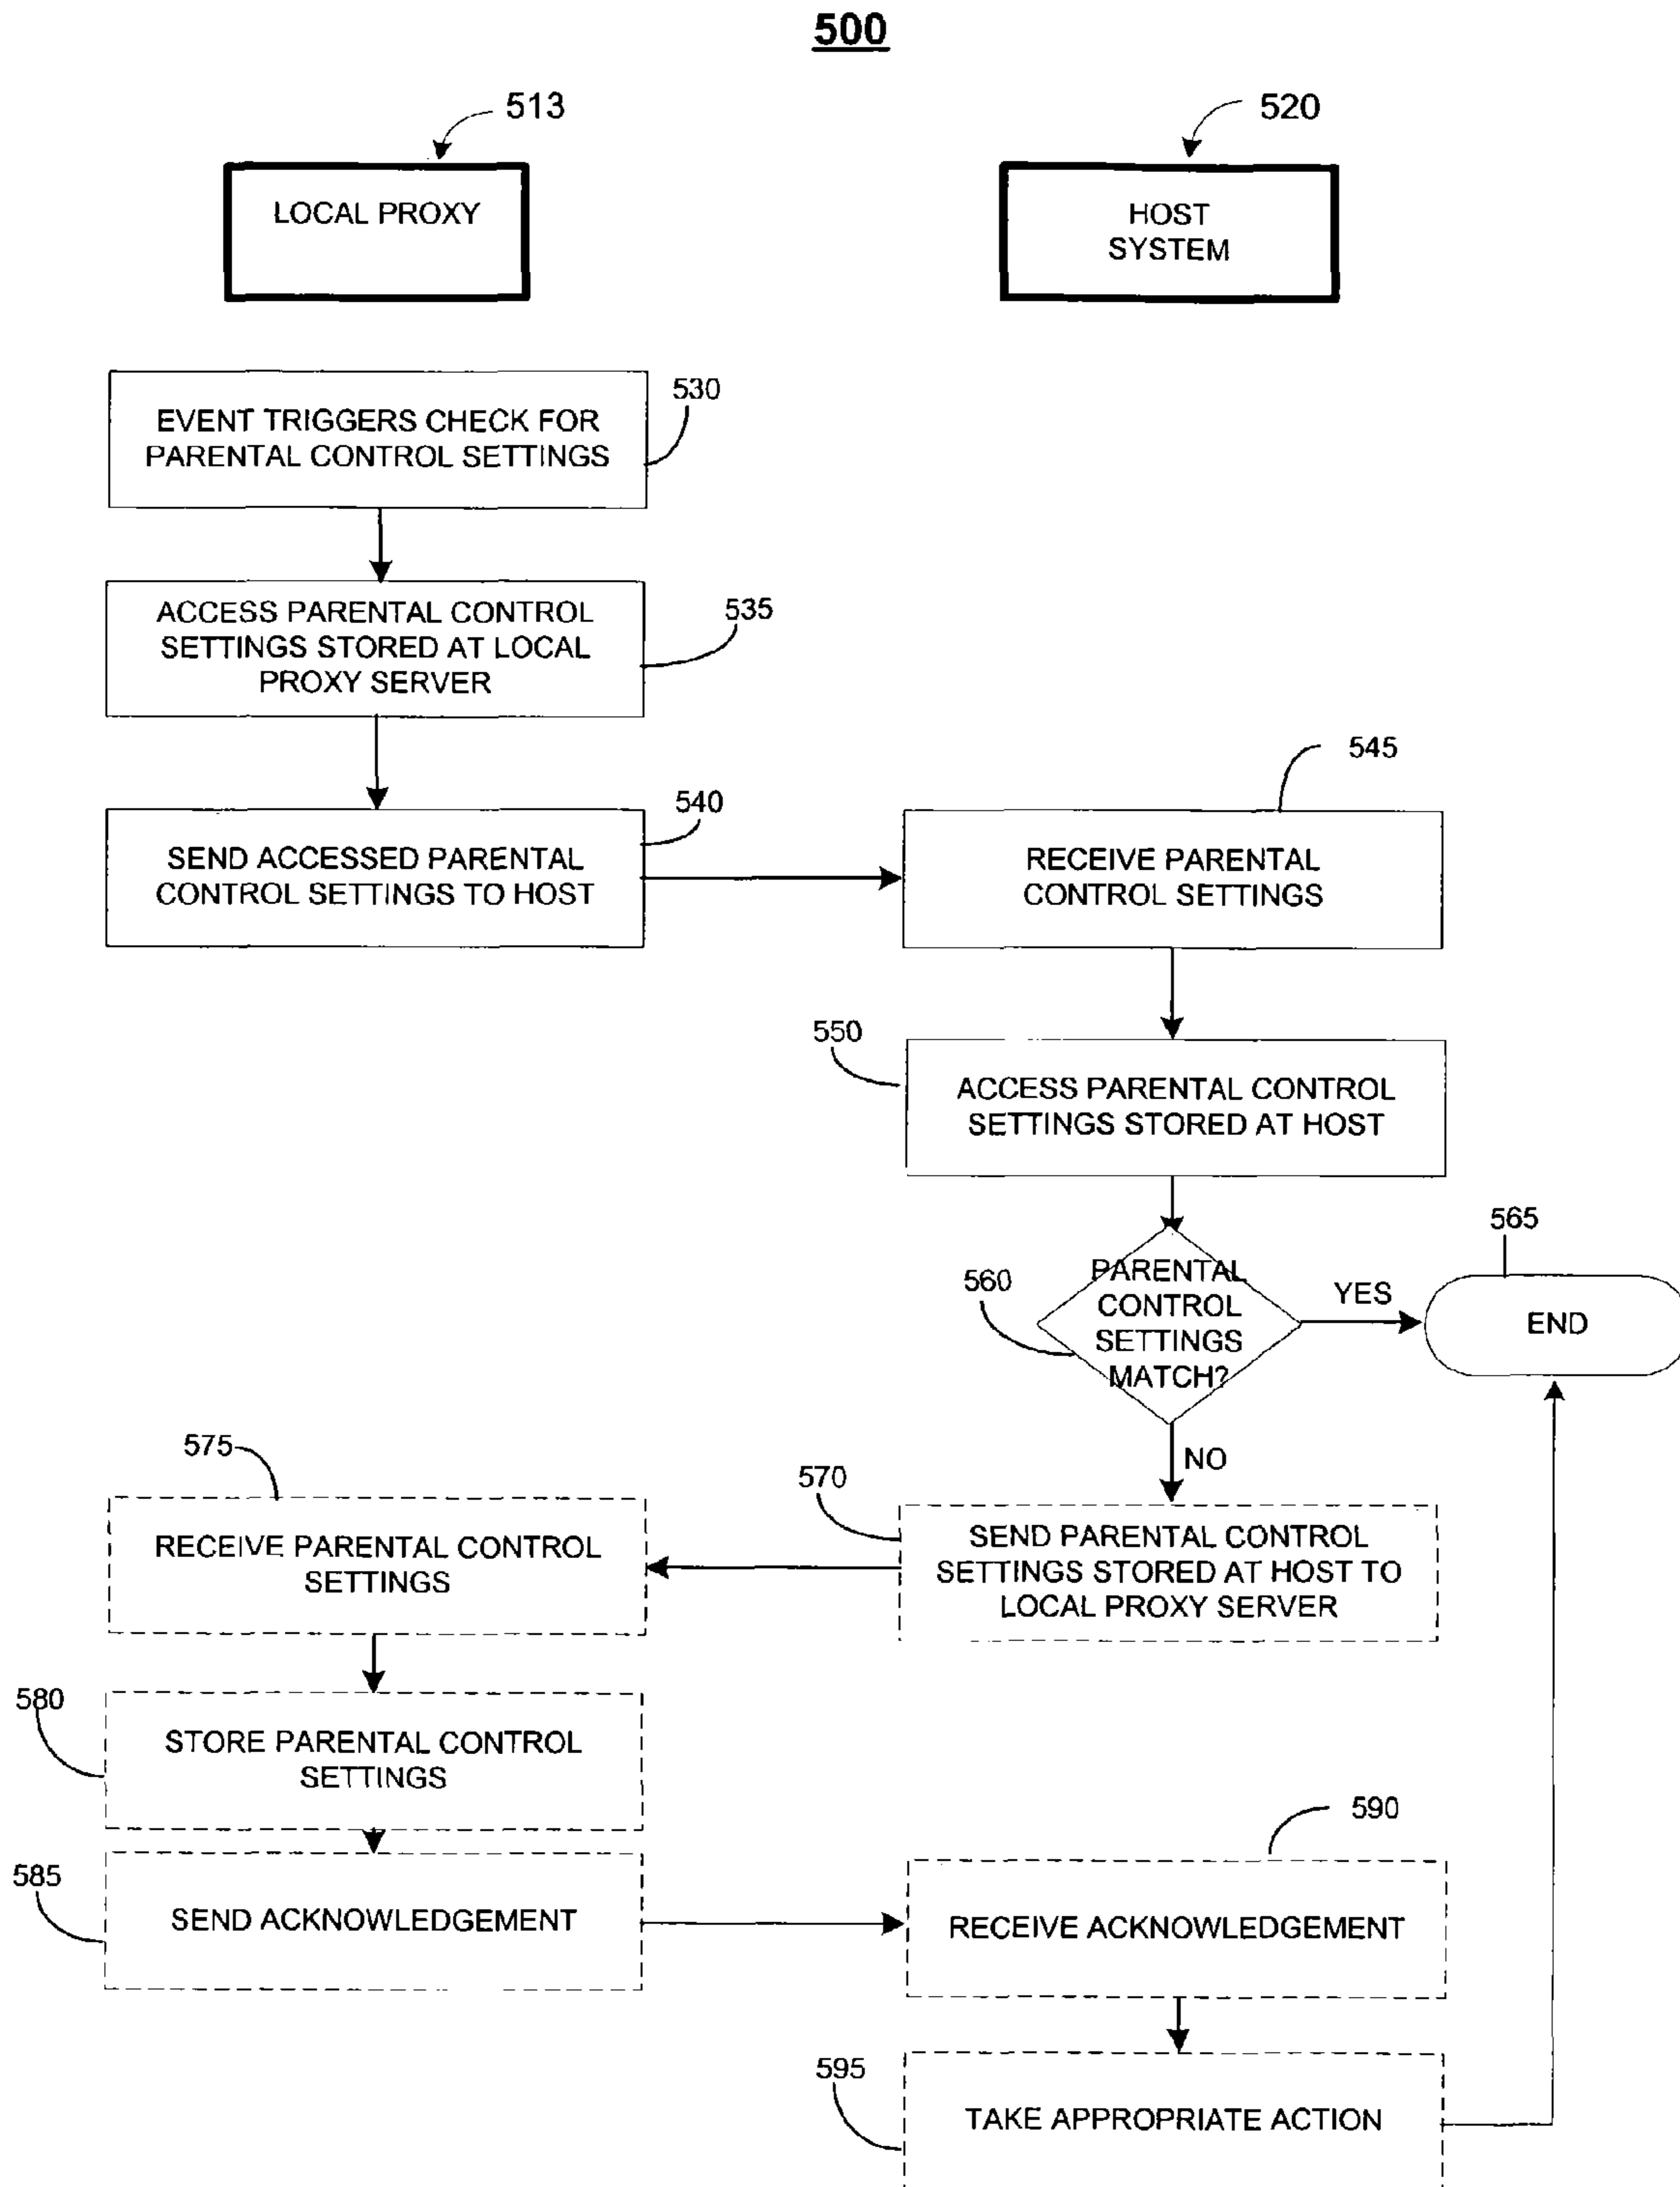 500
513
520
LOCAL PROXY
HOST
SYSTEM
530
EVENT TRIGGERS CHECK FOR
PARENTAL CONTROL SETTINGS
535
ACCESS PARENTAL CONTROL
SETTINGS STORED AT LOCAL
PROXY SERVER
540
SEND ACCESSED PARENTAL
CONTROL SETTINGS TO HOST
545
RECEIVE PARENTAL
CONTROL SETTINGS
550
ACCESS PARENTAL CONTROL
SETTINGS STORED AT HOST
560
PARENTAL
CONTROL
SETTINGS
MATCH?
YES
565
END
NO
570
SEND PARENTAL CONTROL
SETTINGS STORED AT HOST TO
LOCAL PROXY SERVER
575
RECEIVE PARENTAL CONTROL
SETTINGS
580
STORE PARENTAL CONTROL
SETTINGS
585
SEND ACKNOWLEDGEMENT
590
RECEIVE ACKNOWLEDGEMENT
595
TAKE APPROPRIATE ACTION